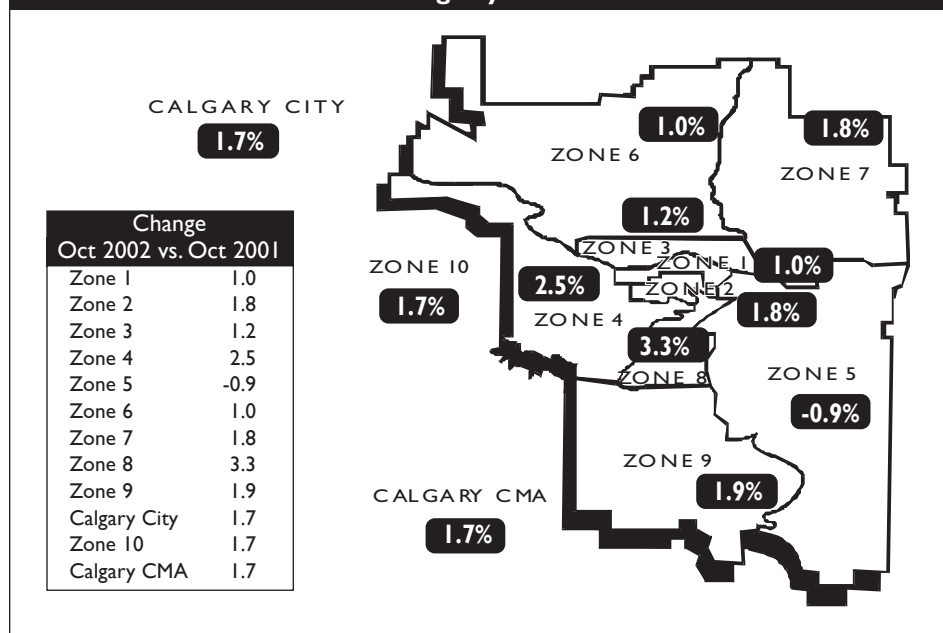 CALGARY CITY
1.7%
1.0%
ZONE 6
1.8%
ZONE 7
1.2%
ZONE 3
ZONE 1
1.0%
ZONE 2
1.8%
ZONE 10
1.7%
2.5%
ZONE 4
3.3%
ZONE 8
ZONE 5
-0.9%
ZONE 9
1.9%
CALGARY CMA
1.7%
Change
Oct 2002 vs. Oct 2001
Zone 1 1.0
Zone 2 1.8
Zone 3 1.2
Zone 4 2.5
Zone 5 -0.9
Zone 6 1.0
Zone 7 1.8
Zone 8 3.3
Zone 9 1.9
Calgary City 1.7
Zone 10 1.7
Calgary CMA 1.7